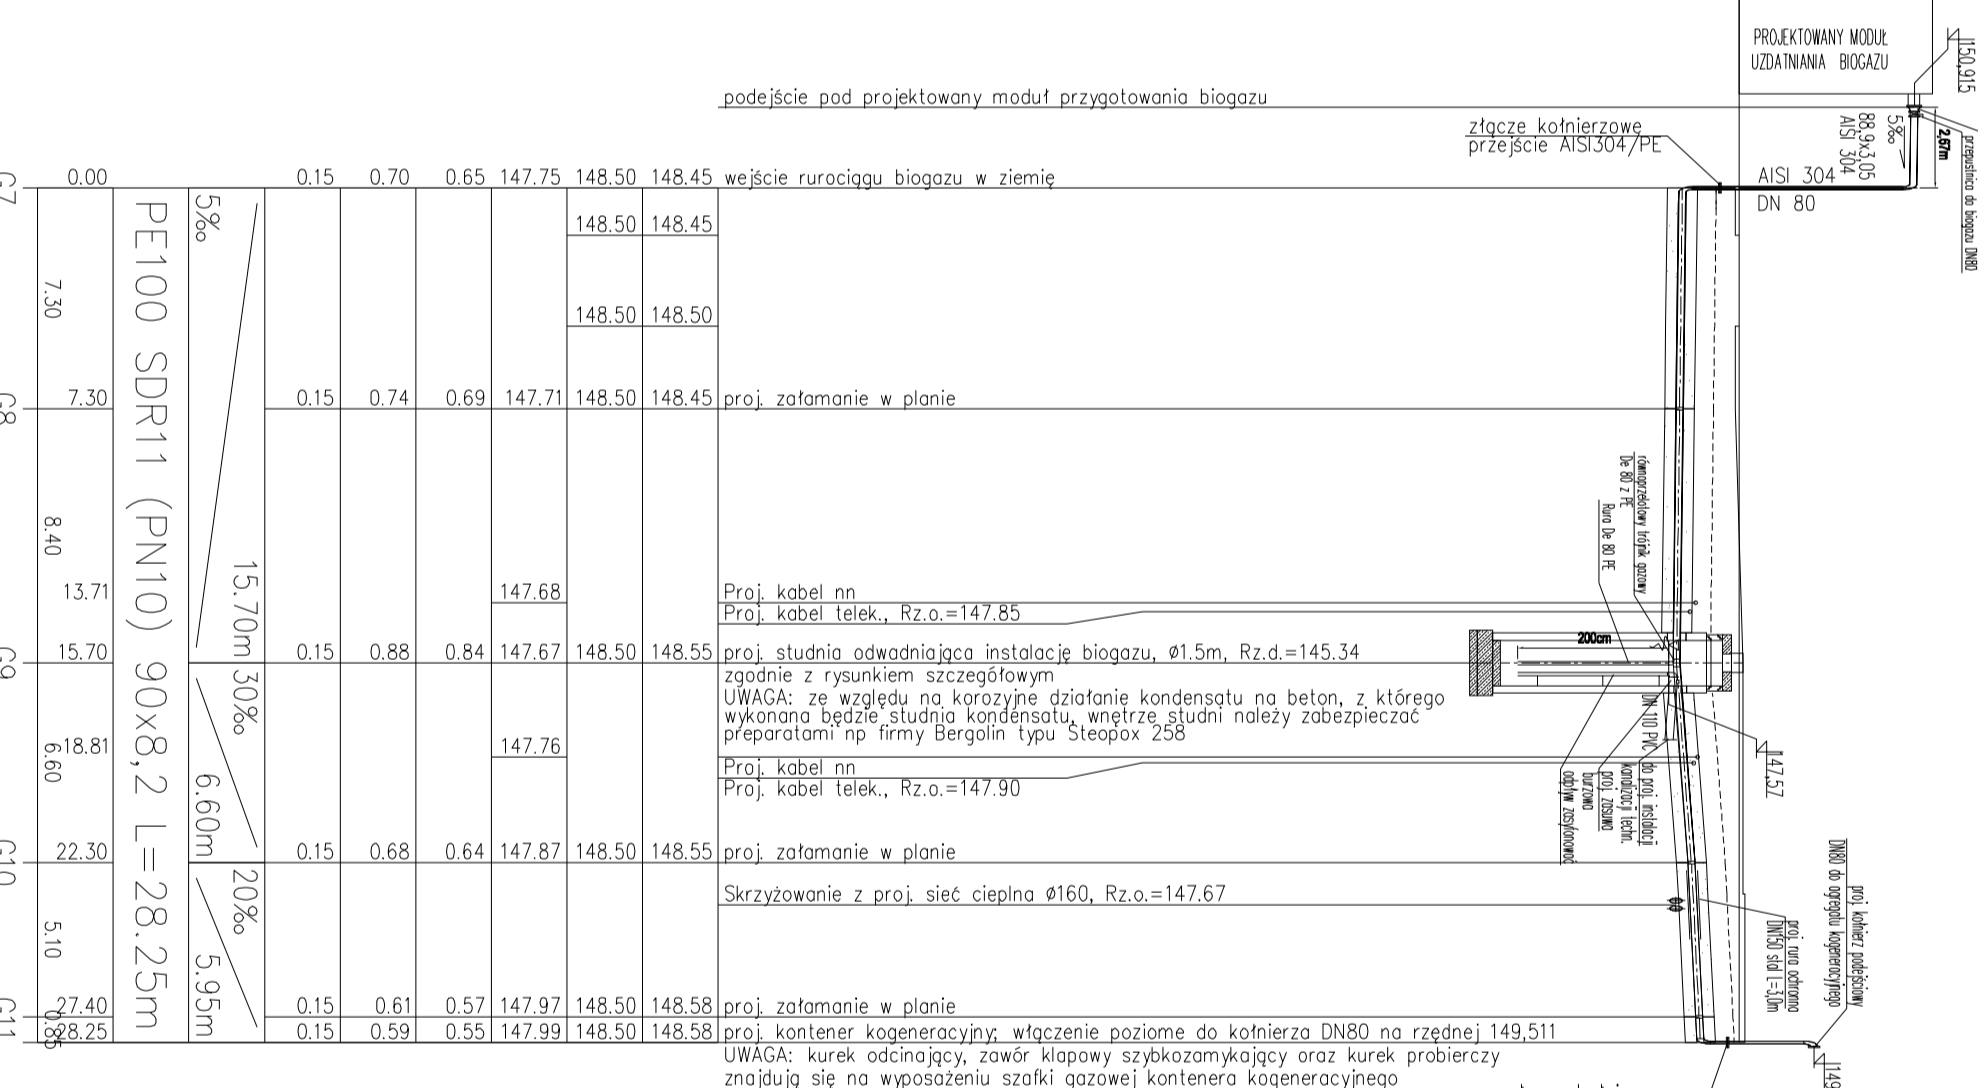 PROJEKTOWANY MODUŁ
UZDATNIANIA BIOGAZU
150,915
podejście pod projektowany moduł przygotowania biogazu
złącze kołnierzowe
przejście AISI304/PE
5‰
88,9x3,05
AISI 304
2,67m
przepustnica do biogazu DN80
AISI 304
DN 80
G7
0.00
0.15 0.70 0.65 147.75 148.50 148.45 wejście rurociągu biogazu w ziemię
148.50 148.45
148.50 148.50
7.30
G8
7.30
0.15 0.74 0.69 147.71 148.50 148.45 proj. załamanie w planie
równoprzelotowy trójnik gazowy
De 80 z PE
Rura De 80 PE
8.40
13.71
147.68
Proj. kabel nn
Proj. kabel telek., Rz.o.=147.85
200cm
G9
15.70
0.15 0.88 0.84 147.67 148.50 148.55 proj. studnia odwadniająca instalację biogazu, ø1.5m, Rz.d.=145.34
zgodnie z rysunkiem szczegółowym
UWAGA: ze względu na korozyjne działanie kondensatu na beton, z którego
wykonana będzie studnia kondensatu, wnętrze studni należy zabezpieczać
preparatami np firmy Bergolin typu Steopox 258
6.60
18.81
147.76
Proj. kabel nn
Proj. kabel telek., Rz.o.=147.90
DN 110 PVC
do proj. instalacji
kanalizacji techn.
proj. zasuwa
burzowa
odpływ zasyfonować
147,57
G10
22.30
0.15 0.68 0.64 147.87 148.50 148.55 proj. załamanie w planie
Skrzyżowanie z proj. sieć cieplna ø160, Rz.o.=147.67
proj. kołnierz podejściowy
DN80 do agregatu kogeneracyjnego
proj. rura ochronna
DN150 stal l=3,0m
5.10
27.40
0.15 0.61 0.57 147.97 148.50 148.58 proj. załamanie w planie
G11
0.85
28.25
0.15 0.59 0.55 147.99 148.50 148.58 proj. kontener kogeneracyjny; włączenie poziome do kołnierza DN80 na rzędnej 149,511
UWAGA: kurek odcinający, zawór klapowy szybkozamykający oraz kurek probierczy
znajdują się na wyposażeniu szafki gazowej kontenera kogeneracyjnego
PE100 SDR11 (PN10) 90x8,2 L=28.25m
5‰
15.70m
30‰
6.60m
20‰
5.95m